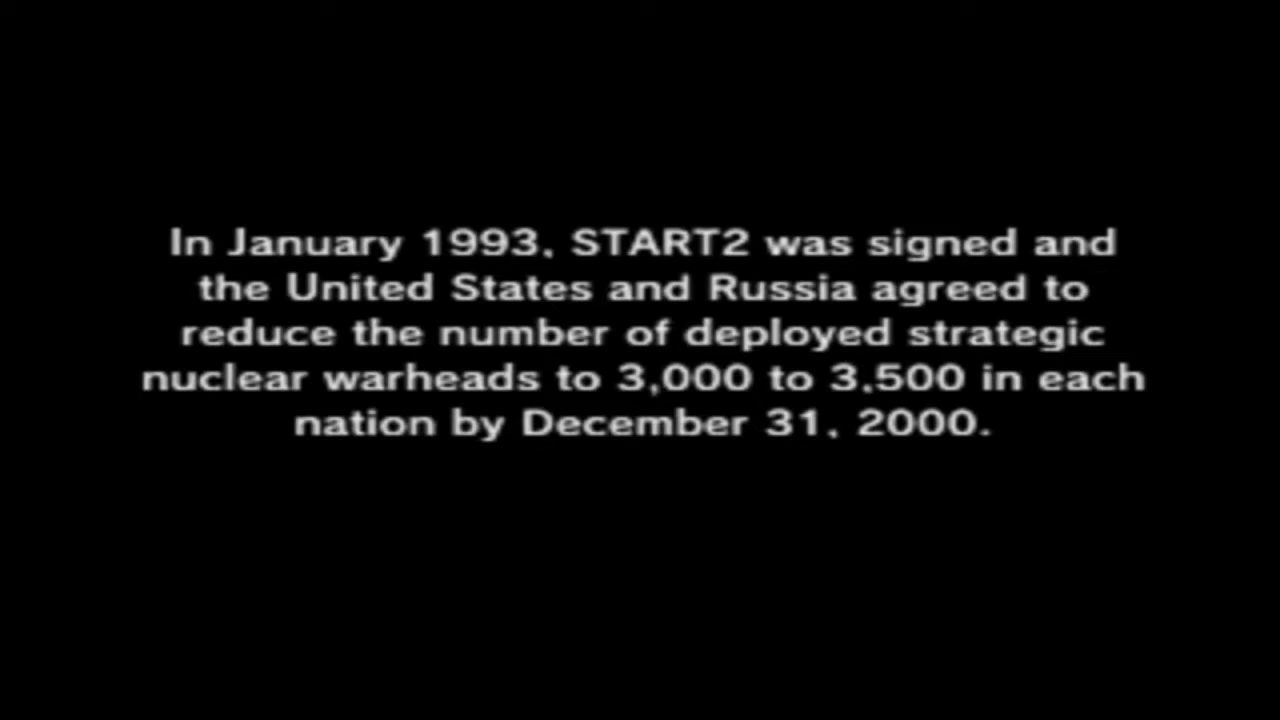 In January 1993, START2 was signed and
the United States and Russia agreed to
reduce the number of deployed strategic
nuclear warheads to 3,000 to 3,500 in each
nation by December 31, 2000.